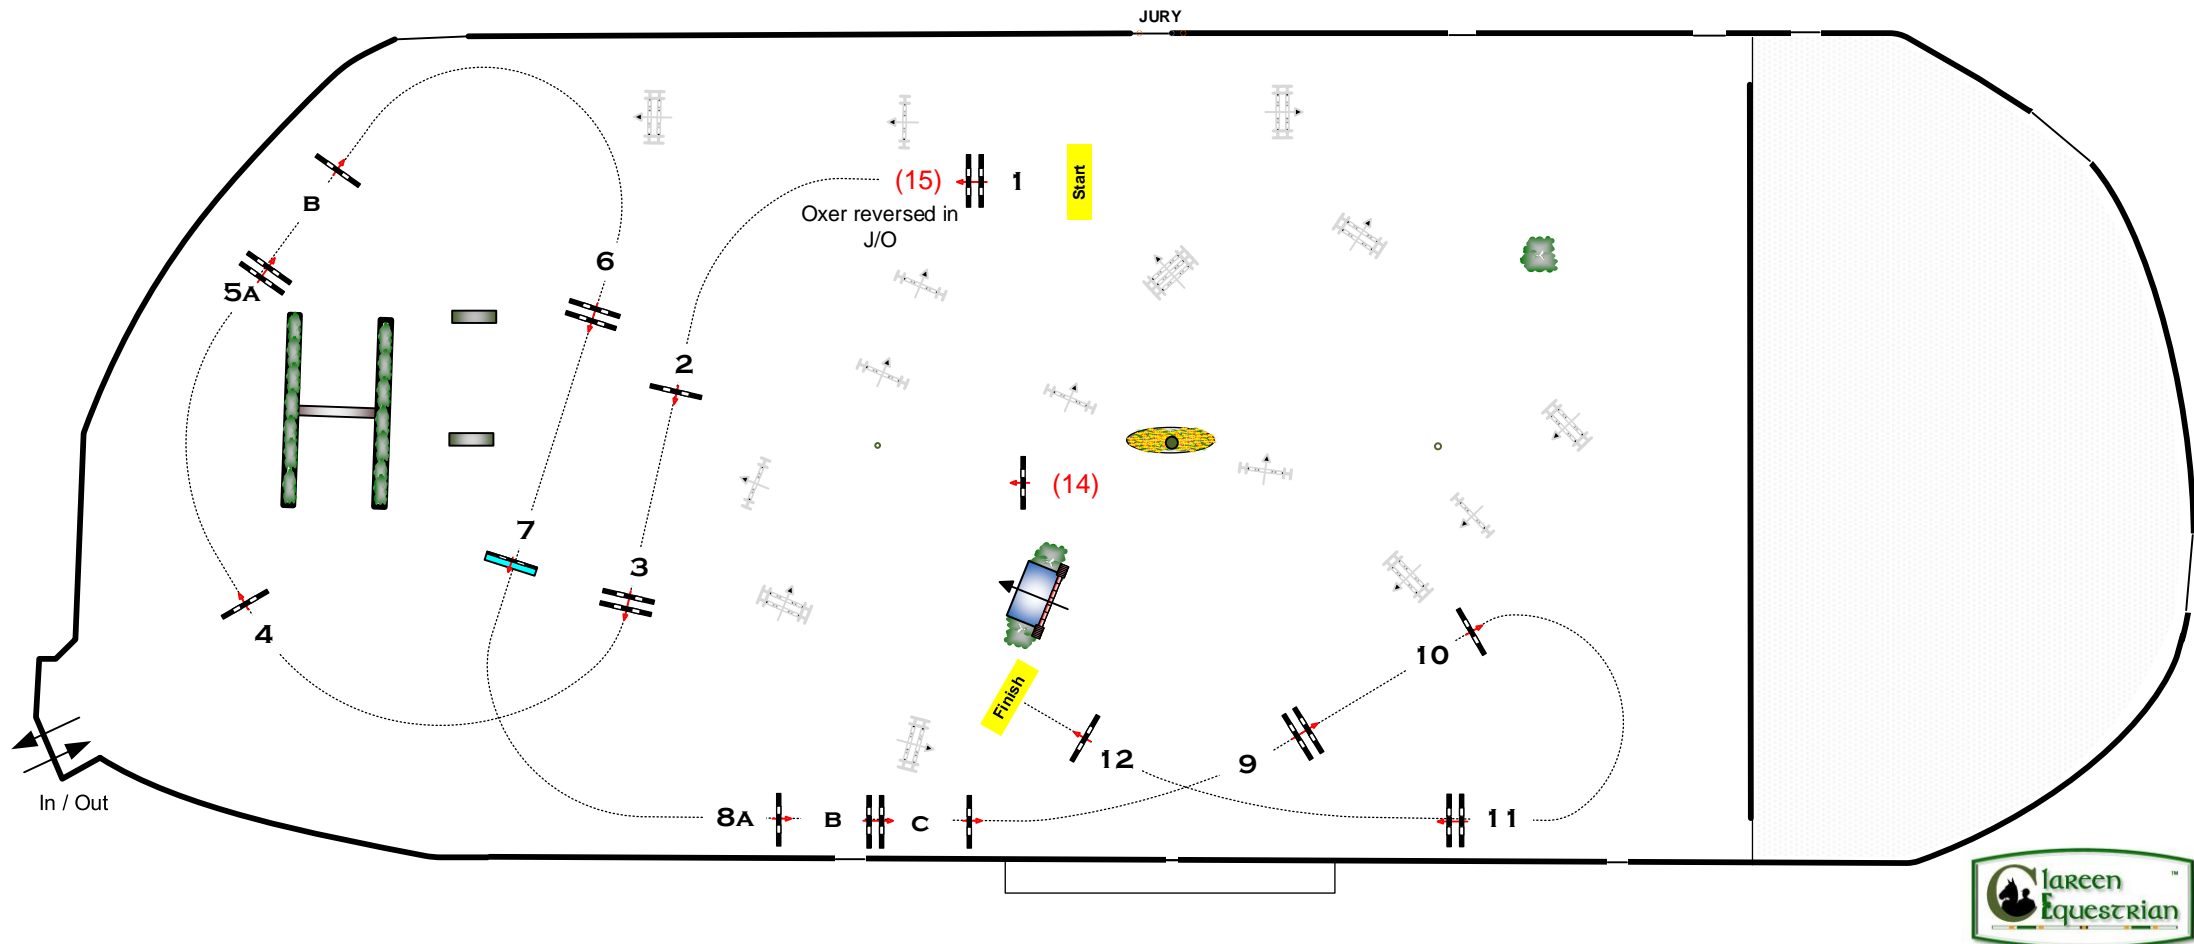 JURY
(15)
1
Start
Oxer reversed in
J/O
B
5A
6
2
(14)
7
3
4
10
Finish
12
9
In / Out
8A
B
C
11
Clareen
Equestrian
™